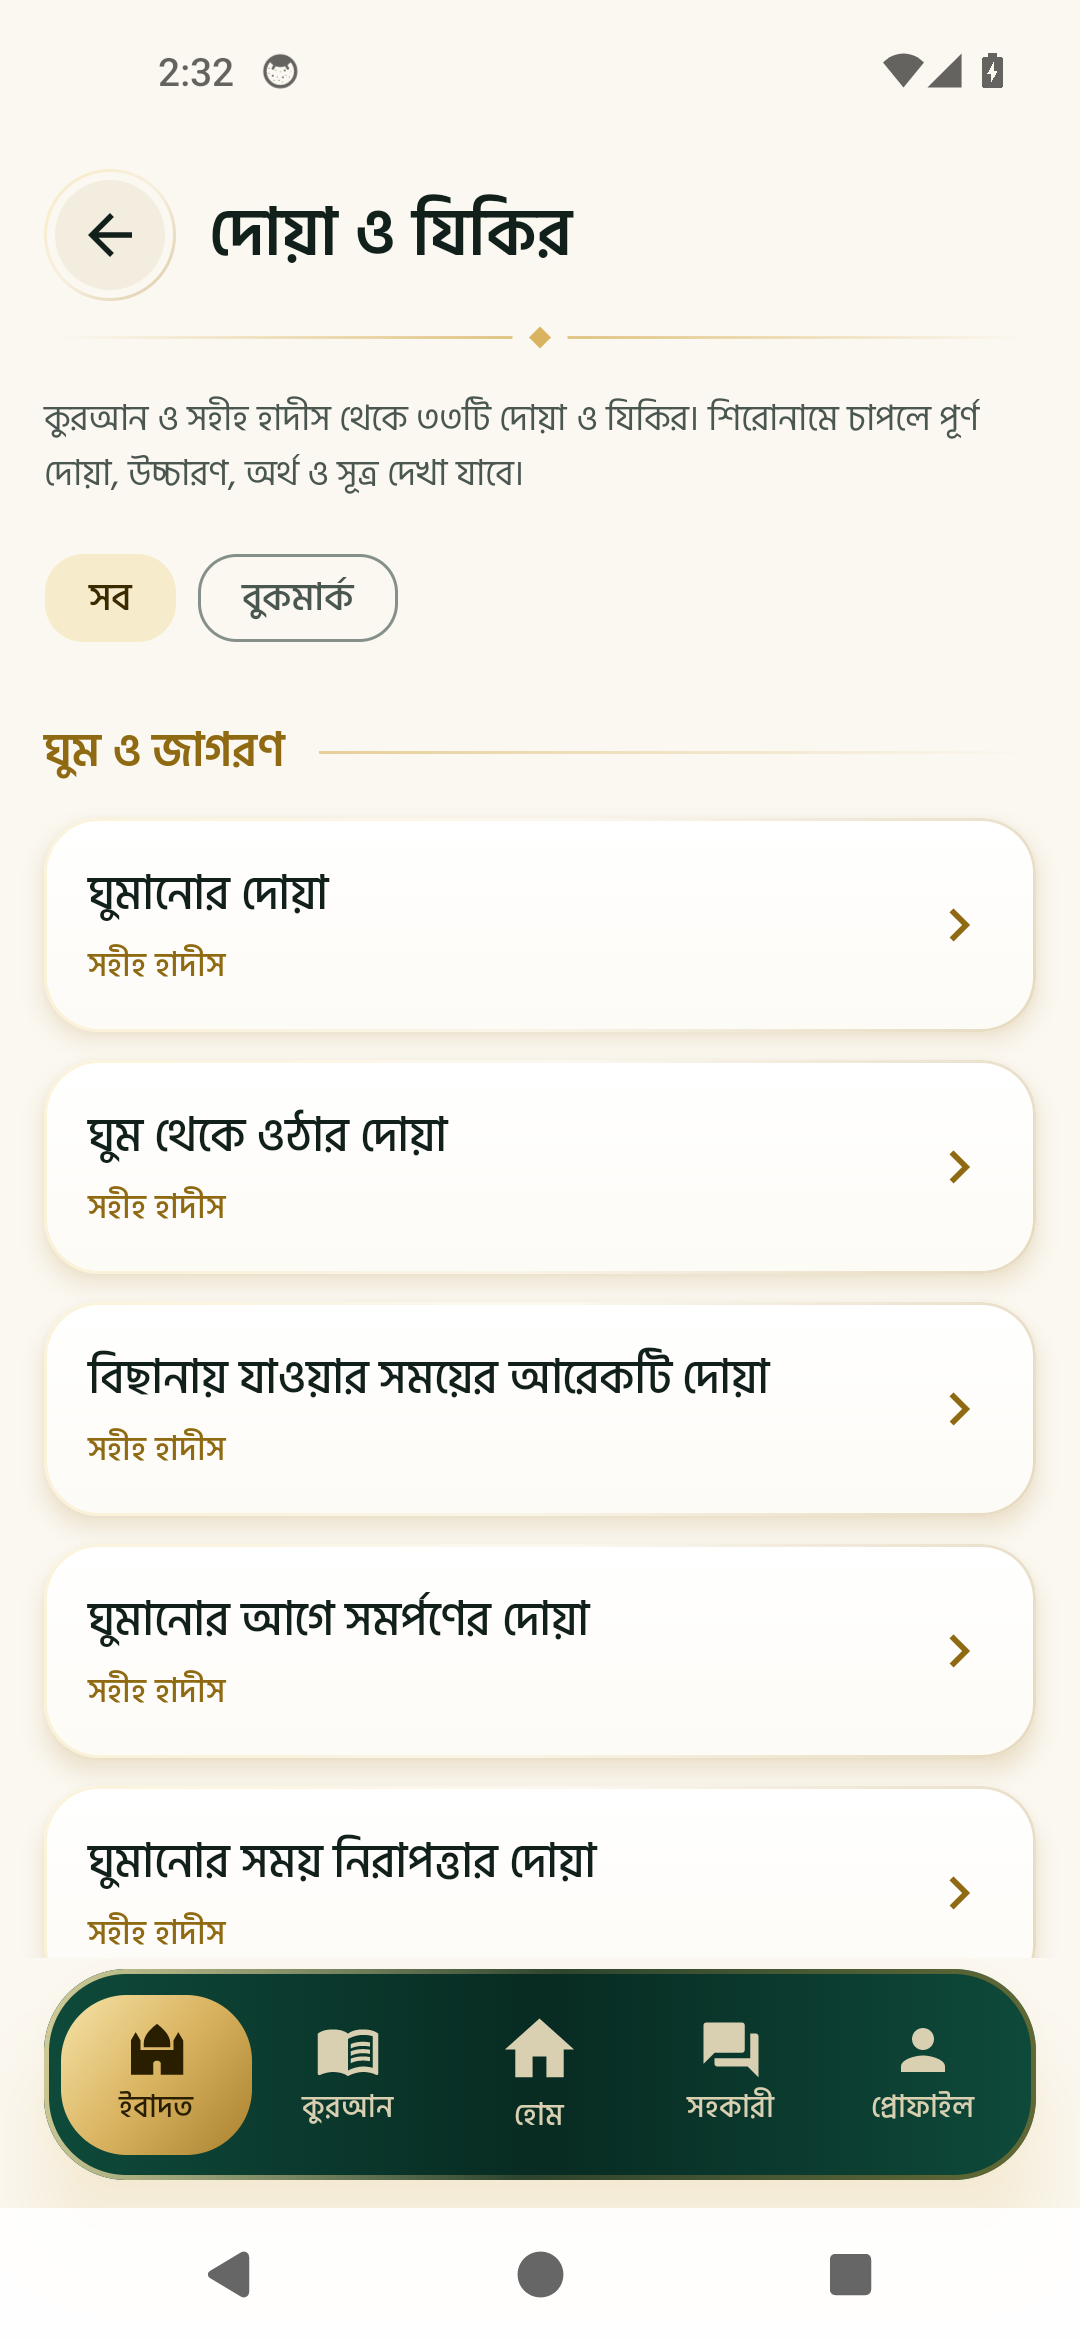 2:32
দোয়া ও যিকির
কুরআন ও সহীহ হাদীস থেকে ৩৩টি দোয়া ও যিকির। শিরোনামে চাপলে পূর্ণ
দোয়া, উচ্চারণ, অর্থ ও সূত্র দেখা যাবে।
সব
বুকমার্ক
ঘুম ও জাগরণ
ঘুমানোর দোয়া
সহীহ হাদীস
ঘুম থেকে ওঠার দোয়া
সহীহ হাদীস
বিছানায় যাওয়ার সময়ের আরেকটি দোয়া
সহীহ হাদীস
ঘুমানোর আগে সমর্পণের দোয়া
সহীহ হাদীস
ঘুমানোর সময় নিরাপত্তার দোয়া
সহীহ হাদীস
ইবাদত
কুরআন
হোম
সহকারী
প্রোফাইল